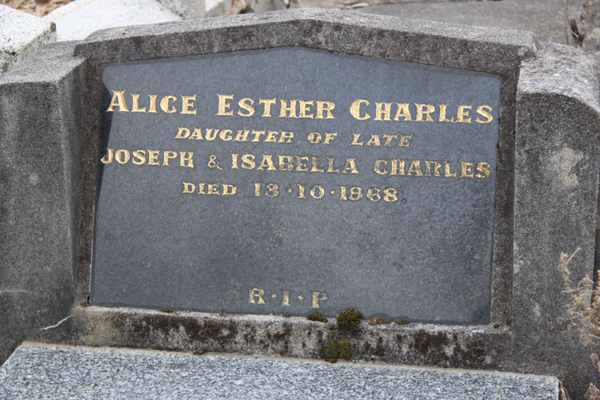 ALICE ESTHER CHARLES
DAUGHTER OF LATE
JOSEPH & ISABELLA CHARLES
DIED 13·10·1968
R·I·P